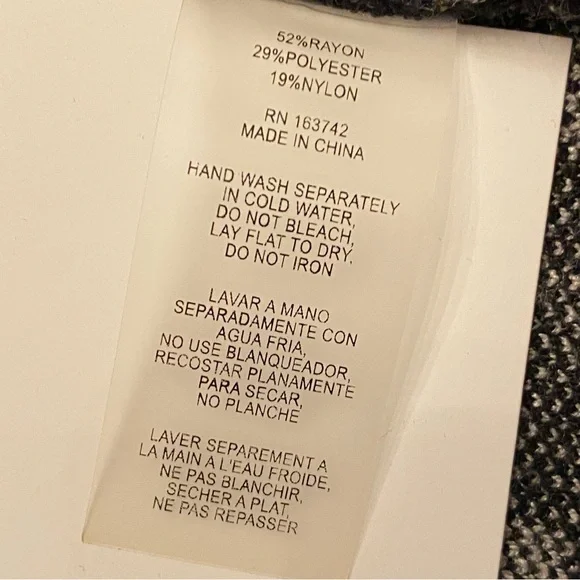 52%RAYON
29%POLYESTER
19%NYLON
RN 163742
MADE IN CHINA
HAND WASH SEPARATELY
IN COLD WATER,
DO NOT BLEACH,
LAY FLAT TO DRY.
DO NOT IRON
LAVAR A MANO
SEPARADAMENTE CON
AGUA FRIA,
NO USE BLANQUEADOR,
RECOSTAR PLANAMENTE
PARA SECAR,
NO PLANCHE
LAVER SEPAREMENT A
LA MAIN A L'EAU FROIDE,
NE PAS BLANCHIR,
SECHER A PLAT,
NE PAS REPASSER